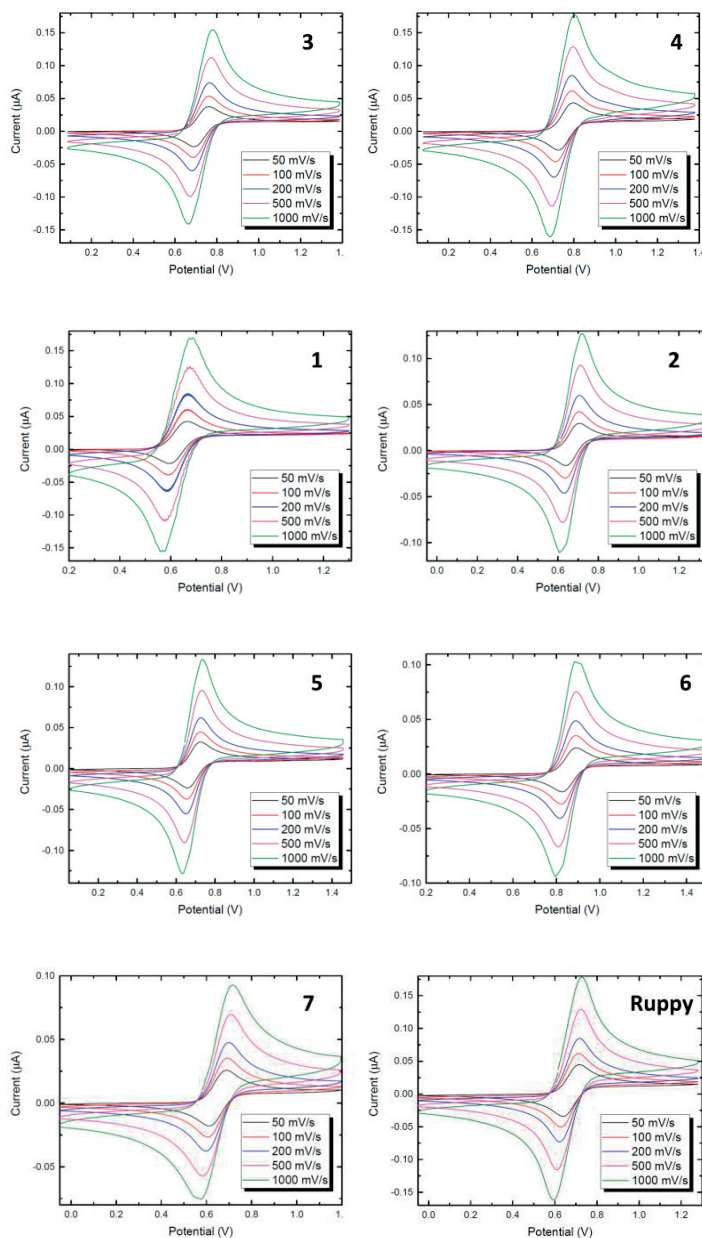 3
Current (µA)
0.15
0.10
0.05
0.00
-0.05
-0.10
-0.15
50 mV/s
100 mV/s
200 mV/s
500 mV/s
1000 mV/s
0.2 0.4 0.6 0.8 1.0 1.2 1.
Potential (V)
4
Current (µA)
0.15
0.10
0.05
0.00
-0.05
-0.10
-0.15
50 mV/s
100 mV/s
200 mV/s
500 mV/s
1000 mV/s
0.2 0.4 0.6 0.8 1.0 1.2 1.4
Potential (V)
1
Current (µA)
0.15
0.10
0.05
0.00
-0.05
-0.10
-0.15
50 mV/s
100 mV/s
200 mV/s
500 mV/s
1000 mV/s
0.2 0.4 0.6 0.8 1.0 1.2
Potential (V)
2
Current (µA)
0.10
0.05
0.00
-0.05
-0.10
50 mV/s
100 mV/s
200 mV/s
500 mV/s
1000 mV/s
0.0 0.2 0.4 0.6 0.8 1.0 1.2
Potential (V)
5
Current (µA)
0.10
0.05
0.00
-0.05
-0.10
50 mV/s
100 mV/s
200 mV/s
500 mV/s
1000 mV/s
0.2 0.4 0.6 0.8 1.0 1.2 1.4
Potential (V)
6
Current (µA)
0.10
0.05
0.00
-0.05
-0.10
50 mV/s
100 mV/s
200 mV/s
500 mV/s
1000 mV/s
0.2 0.4 0.6 0.8 1.0 1.2 1.4
Potential (V)
7
Current (µA)
0.10
0.05
0.00
-0.05
50 mV/s
100 mV/s
200 mV/s
500 mV/s
1000 mV/s
0.0 0.2 0.4 0.6 0.8 1.0 1.2
Potential (V)
Ruppy
Current (µA)
0.15
0.10
0.05
0.00
-0.05
-0.10
-0.15
50 mV/s
100 mV/s
200 mV/s
500 mV/s
1000 mV/s
0.0 0.2 0.4 0.6 0.8 1.0 1.2
Potential (V)